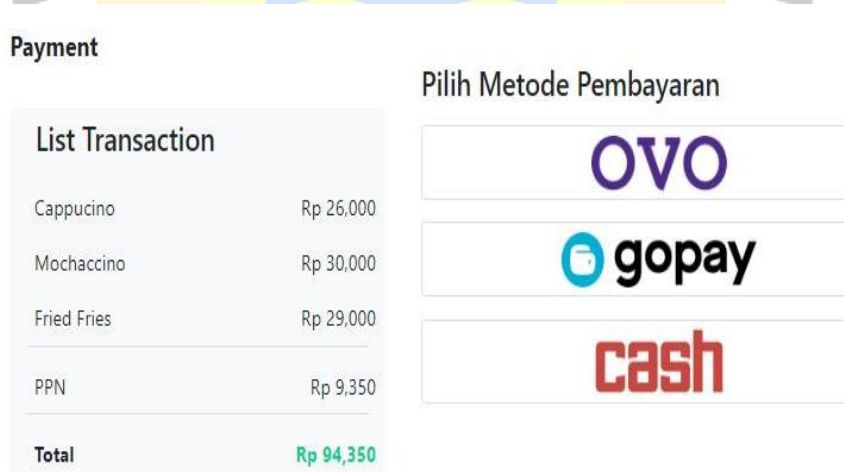 Payment
List Transaction
Cappucino Rp 26,000
Mochaccino Rp 30,000
Fried Fries Rp 29,000
PPN Rp 9,350
Total Rp 94,350
Pilih Metode Pembayaran
OVO
gopay
cash